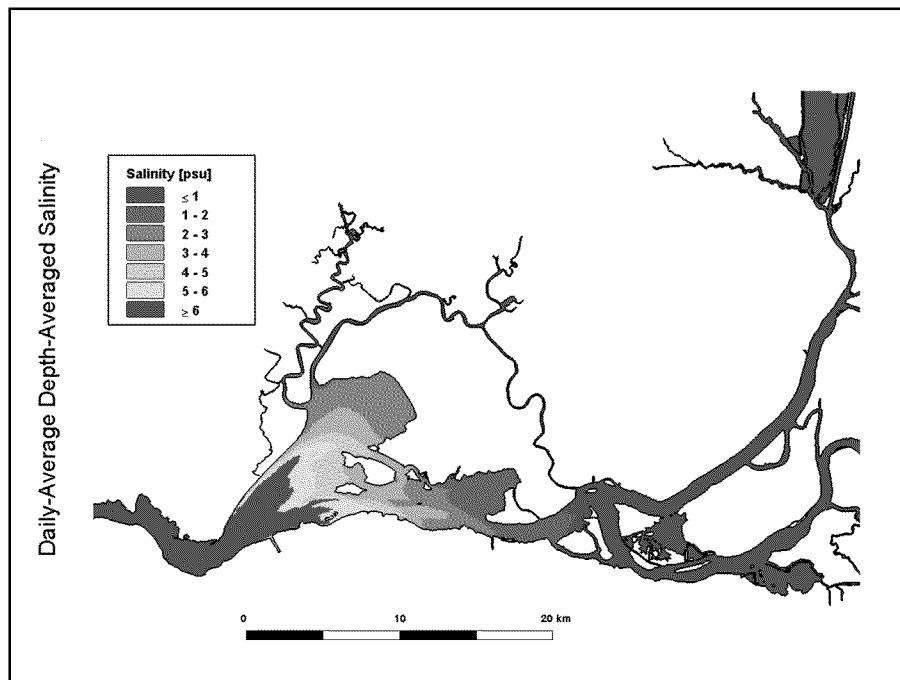 Daily-Average Depth-Averaged Salinity
Salinity [psu]
≤ 1
1 - 2
2 - 3
3 - 4
4 - 5
5 - 6
≥ 6
0 10 20 km